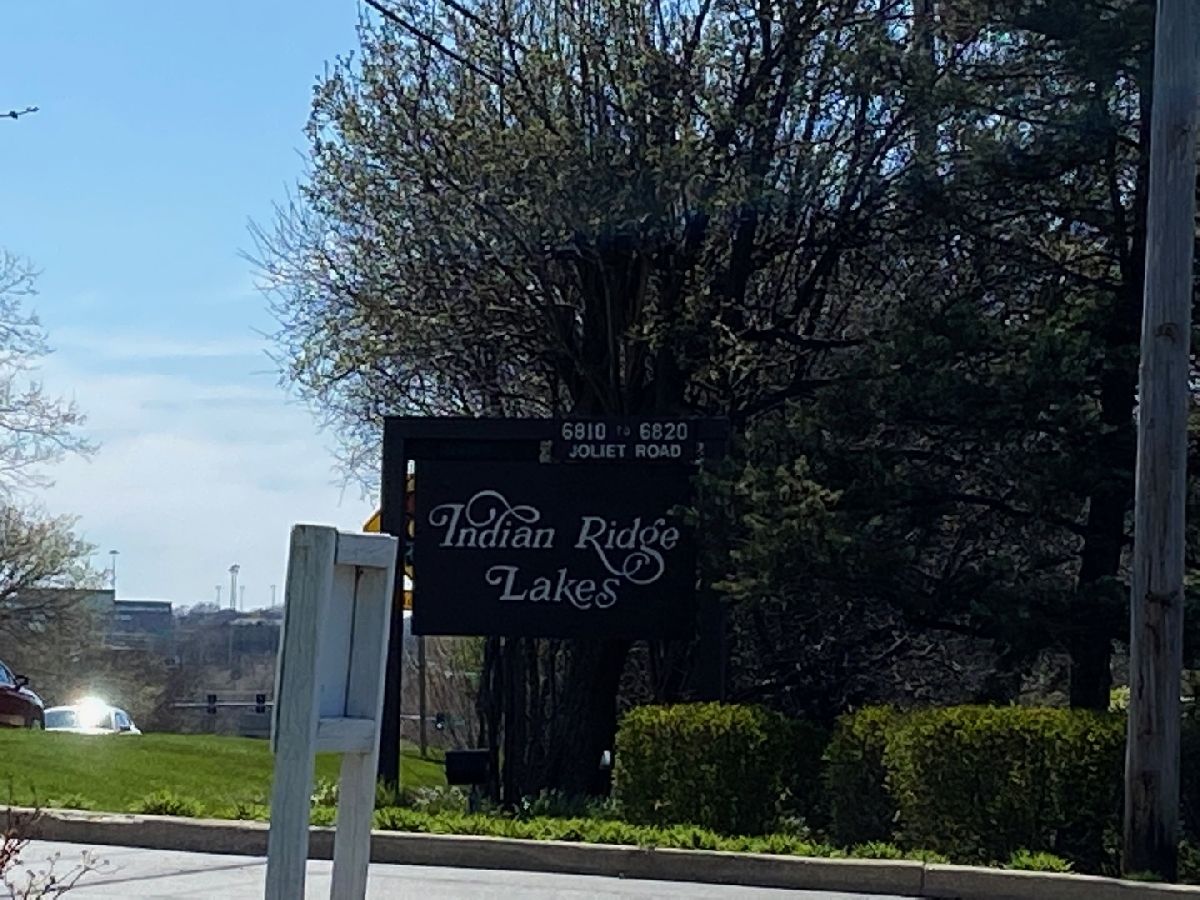 6810 TO 6820
JOLIET ROAD
Indian Ridge
Lakes